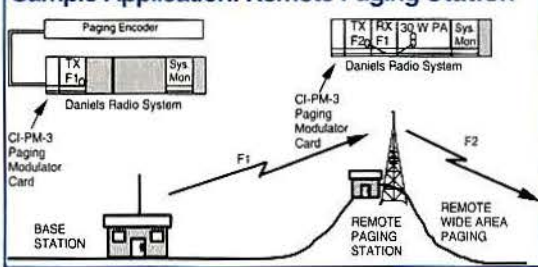 Sample Application: Remote Paging Station
Paging Encoder
TX
F1
Sys.
Mon
Daniels Radio System
CI-PM-3
Paging
Modulator
Card
TX RX 30 W PA Sys.
F2 F1 Mon
Daniels Radio System
CI-PM-3
Paging
Modulator
Card
F1
F2
BASE
STATION
REMOTE
PAGING
STATION
REMOTE
WIDE AREA
PAGING